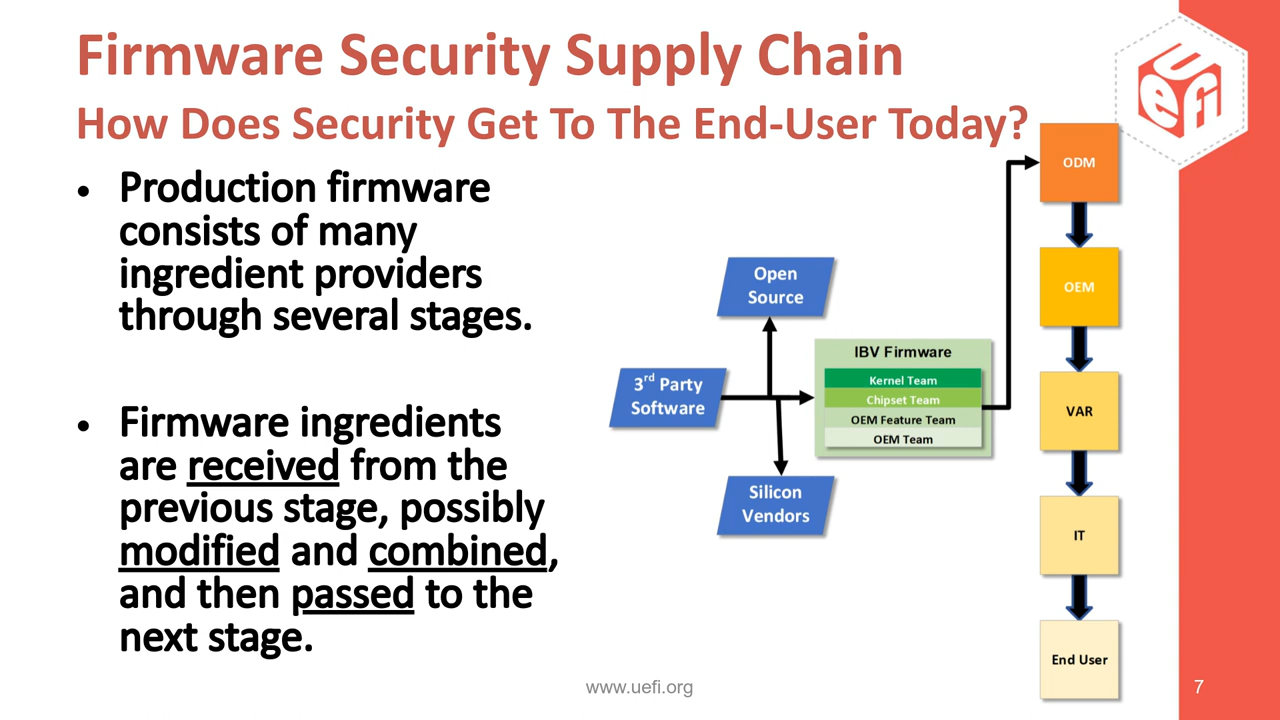 Firmware Security Supply Chain
How Does Security Get To The End-User Today?
• Production firmware
consists of many
ingredient providers
through several stages.
• Firmware ingredients
are received from the
previous stage, possibly
modified and combined,
and then passed to the
next stage.
Open
Source
3rd Party
Software
Silicon
Vendors
IBV Firmware
Kernel Team
Chipset Team
OEM Feature Team
OEM Team
ODM
OEM
VAR
IT
End User
uefi
www.uefi.org
7